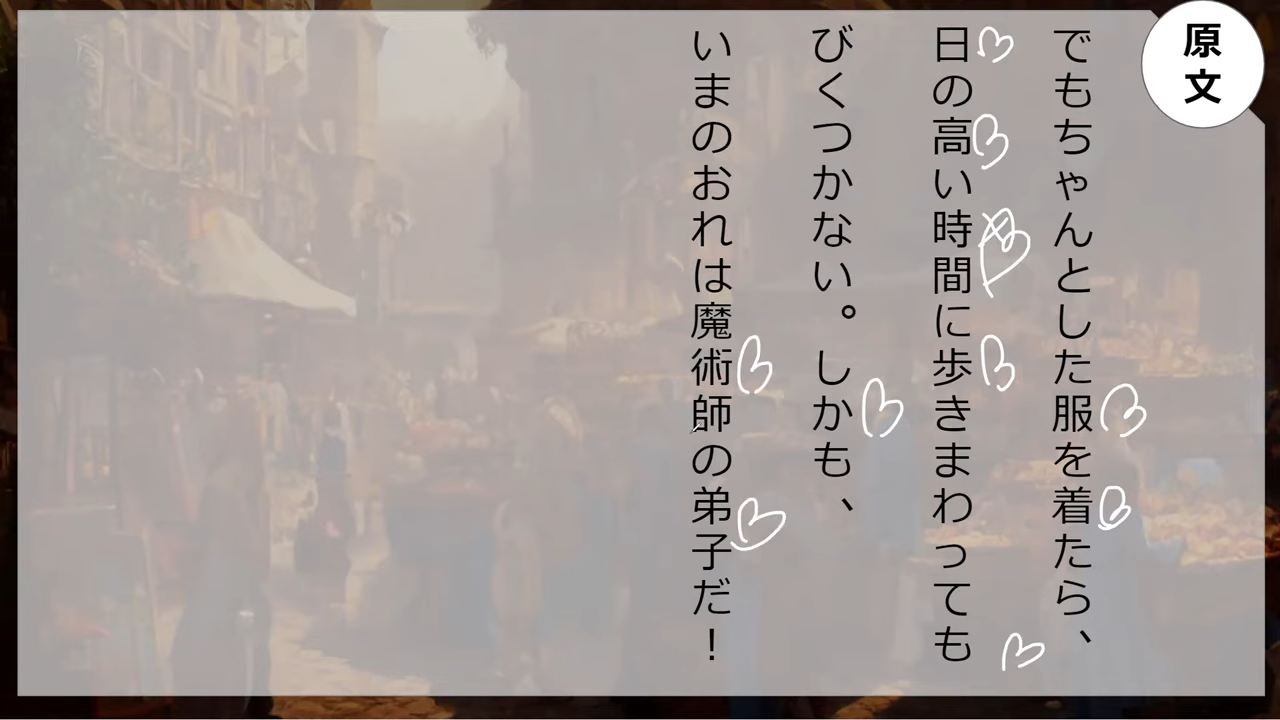 原文
でもちゃんとした服を着たら、
日の高い時間に歩きまわっても
びくつかない。しかも、
いまのおれは魔術師の弟子だ！